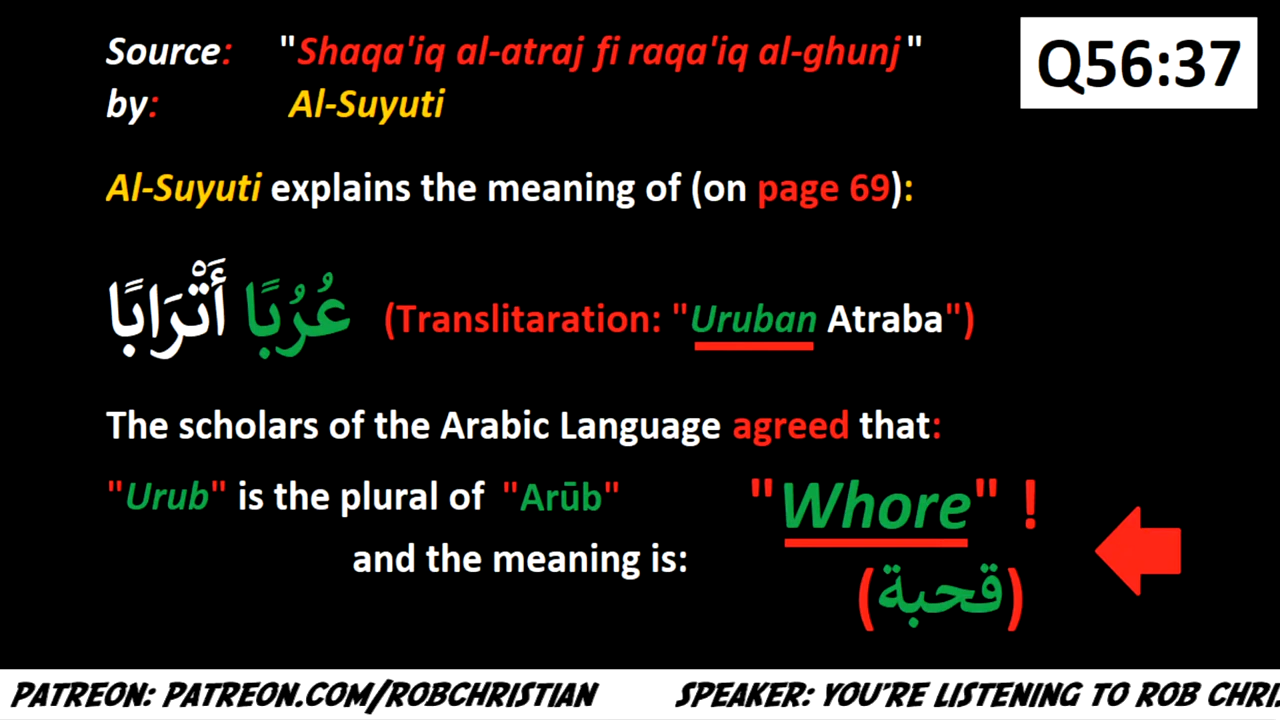 Source: "Shaqa'iq al-atraj fi raqa'iq al-ghunj"
Q56:37
by: Al-Suyuti
Al-Suyuti explains the meaning of (on page 69):
عُرُبًا أَتْرَابًا (Translitaration: "Uruban Atraba")
The scholars of the Arabic Language agreed that:
"Urub" is the plural of "Arūb" "Whore" !
and the meaning is:
(قحبة)
PATREON: PATREON.COM/ROBCHRISTIAN SPEAKER: YOU'RE LISTENING TO ROB CHRIS